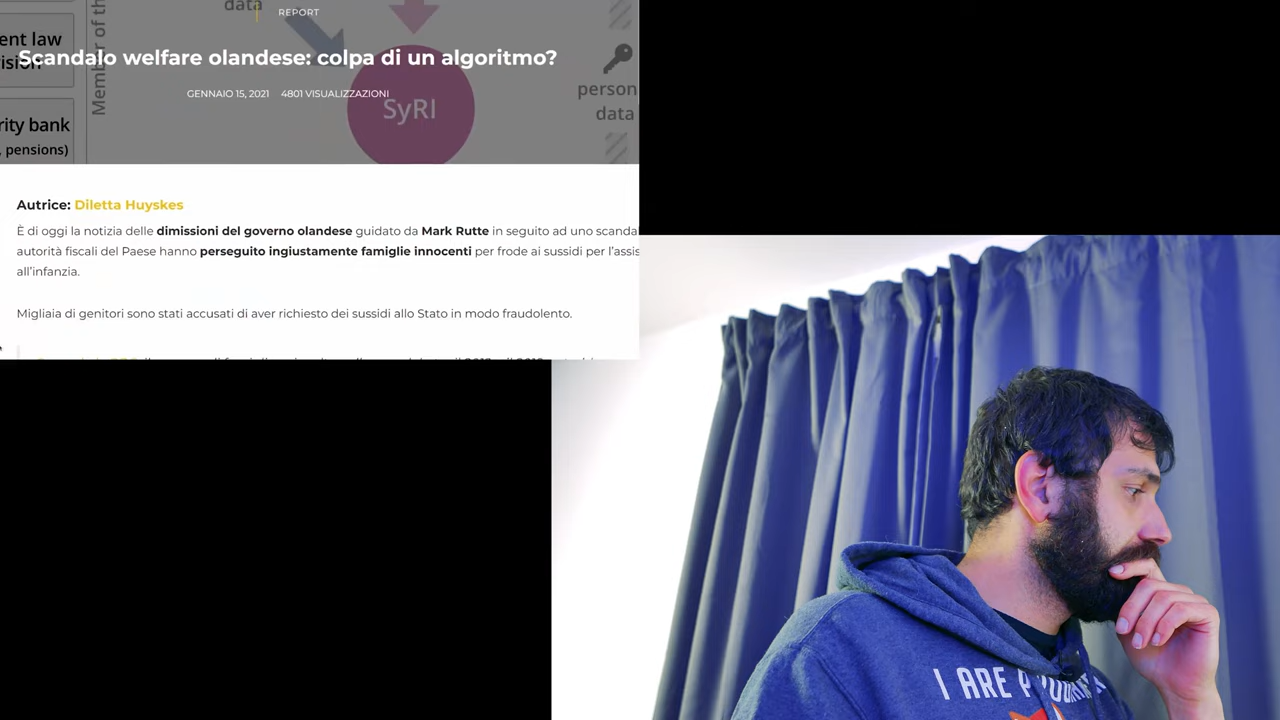 data
REPORT
ent law
ision
Member of the
Scandalo welfare olandese: colpa di un algoritmo?
GENNAIO 15, 2021 4801 VISUALIZZAZIONI
SyRI
person
data
rity bank
, pensions)
Autrice: Diletta Huyskes
È di oggi la notizia delle dimissioni del governo olandese guidato da Mark Rutte in seguito ad uno scandal
autorità fiscali del Paese hanno perseguito ingiustamente famiglie innocenti per frode ai sussidi per l'assis
all'infanzia.
Migliaia di genitori sono stati accusati di aver richiesto dei sussidi allo Stato in modo fraudolento.
I ARE